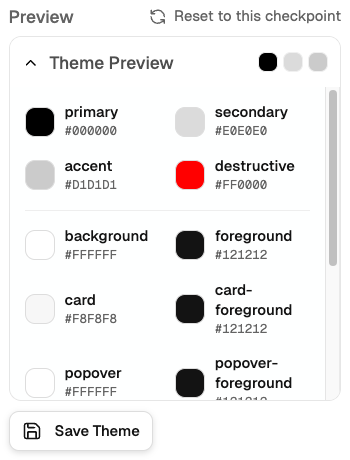 Preview
Reset to this checkpoint
Theme Preview
primary
#000000
secondary
#E0E0E0
accent
#D1D1D1
destructive
#FF0000
background
#FFFFFF
foreground
#121212
card
#F8F8F8
card-
foreground
#121212
popover
#FFFFFF
popover-
foreground
#121212
Save Theme